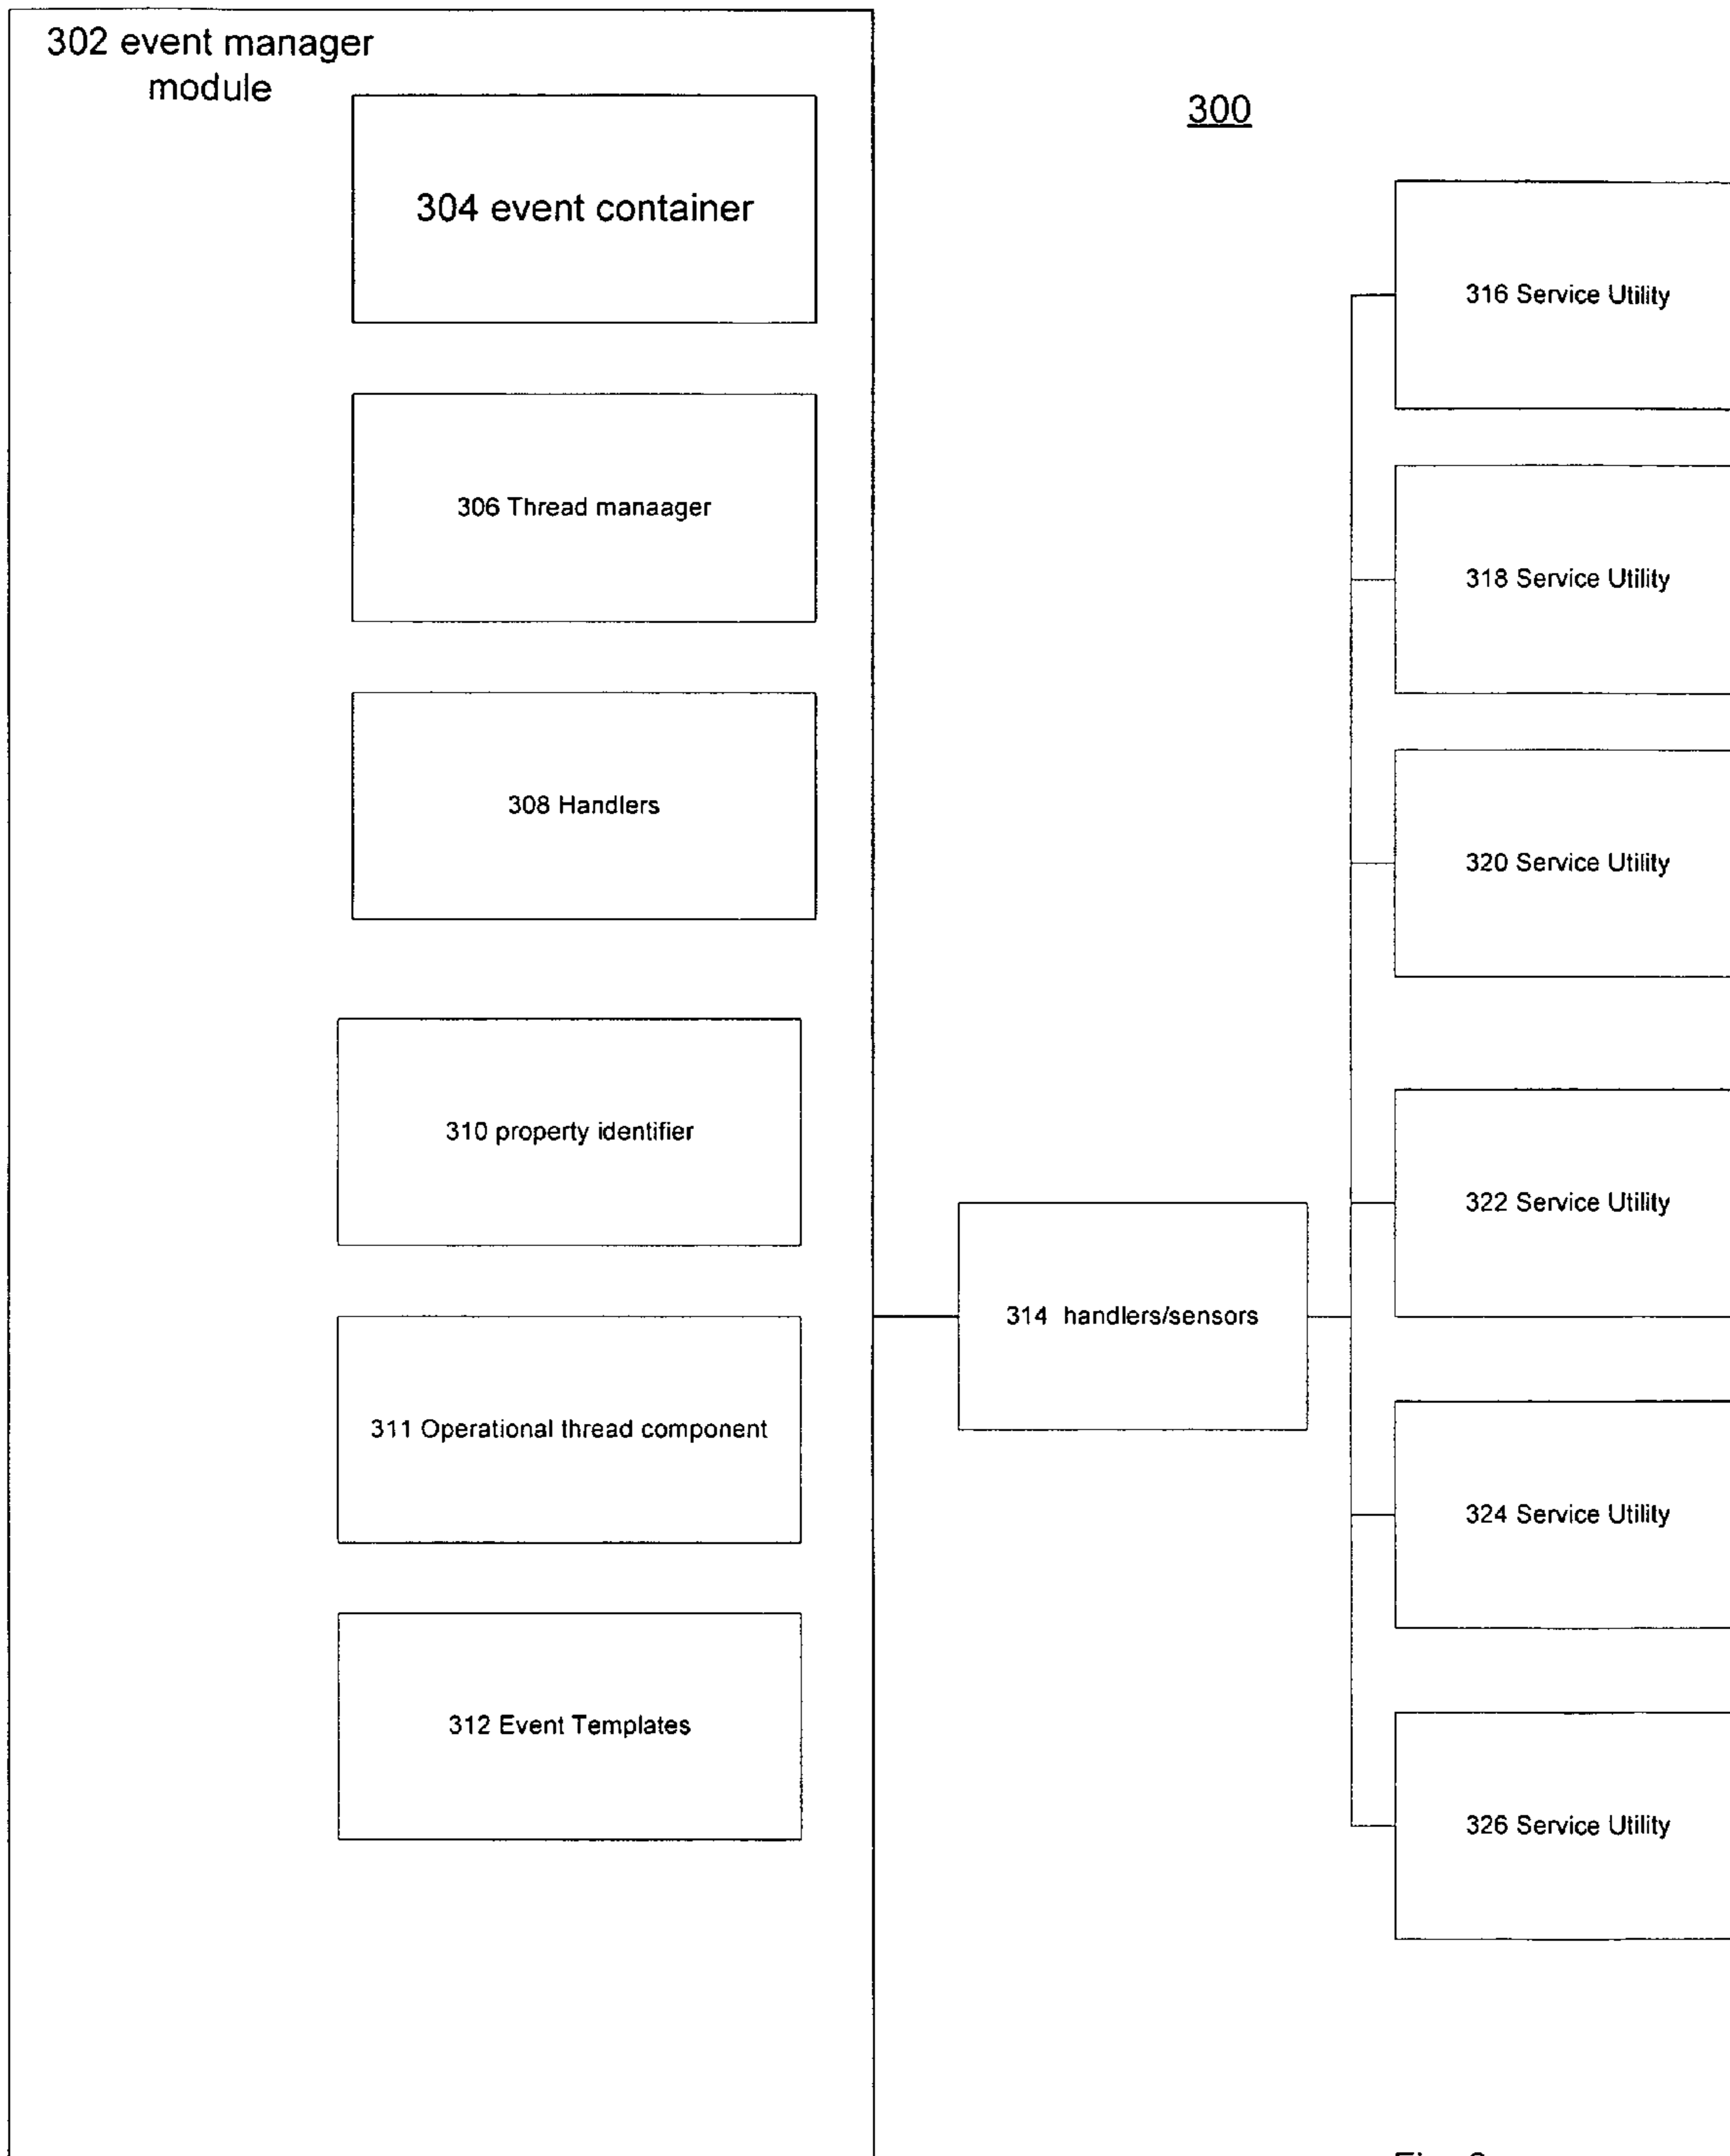 302 event manager
module
300
304 event container
316 Service Utility
306 Thread manaager
318 Service Utility
308 Handlers
320 Service Utility
310 property identifier
322 Service Utility
314 handlers/sensors
311 Operational thread component
324 Service Utility
312 Event Templates
326 Service Utility